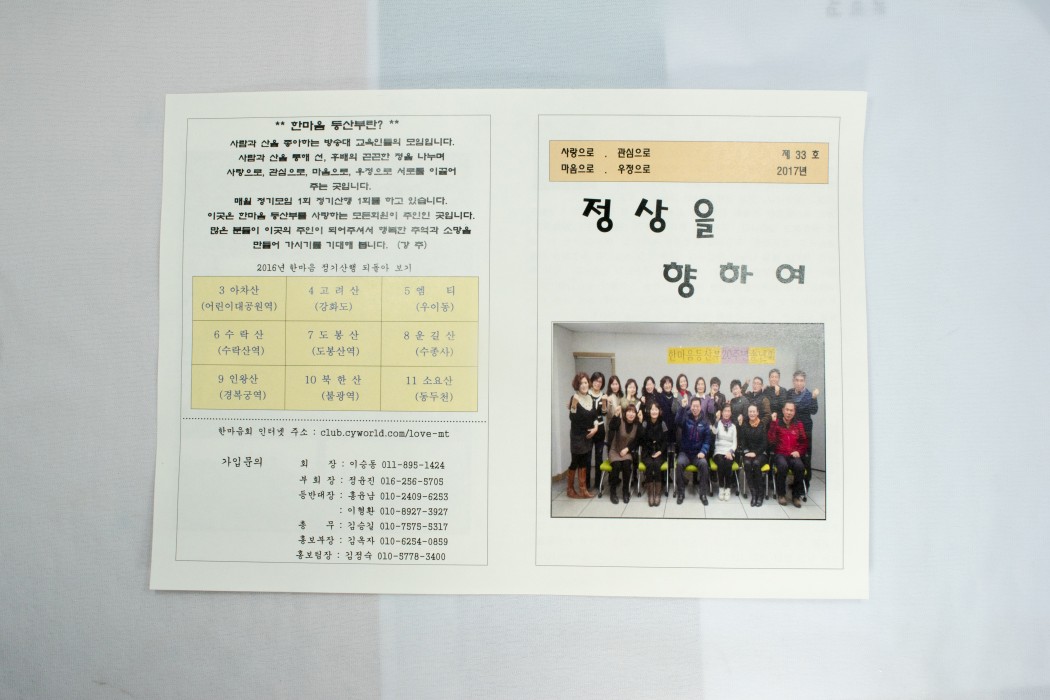 ** 한마음 등산부란? **
사람과 산을 좋아하는 방송대 교육인들의 모임입니다.
사람과 산을 통해 선, 후배의 끈끈한 정을 나누며
사랑으로, 관심으로, 마음으로, 우정으로 서로를 이끌어
주는 곳입니다.
매월 정기모임 1회 정기산행 1회를 하고 있습니다.
이곳은 한마음 등산부를 사랑하는 모든회원이 주인인 곳입니다.
많은 분들이 이곳의 주인이 되어주셔서 행복한 추억과 소망을
만들어 가시기를 기대해 봅니다. (강 주)
2016년 한마음 정기산행 되돌아 보기
3 아차산 4 고 려 산 5 엠 티
(어린이대공원역) (강화도) (우이동)
6 수 락 산 7 도 봉 산 8 운 길 산
(수락산역) (도봉산역) (수종사)
9 인왕산 10 북 한 산 11 소요산
(경복궁역) (불광역) (동두천)
한마음회 인터넷 주소 : club.cyworld.com/love-mt
가입문의 회 장 : 이승동 011-895-1424
부 회 장 : 정윤진 016-256-5705
등반대장 : 홍윤남 010-2409-6253
: 이형환 010-8927-3927
총 무 : 김승길 010-7575-5317
홍보부장 : 김옥자 010-6254-0859
홍보팀장 : 김정숙 010-5778-3400
사랑으로 . 관심으로 제 33 호
마음으로 . 우정으로 2017년
정 상 을
향 하 여
한마음등산부 20주년